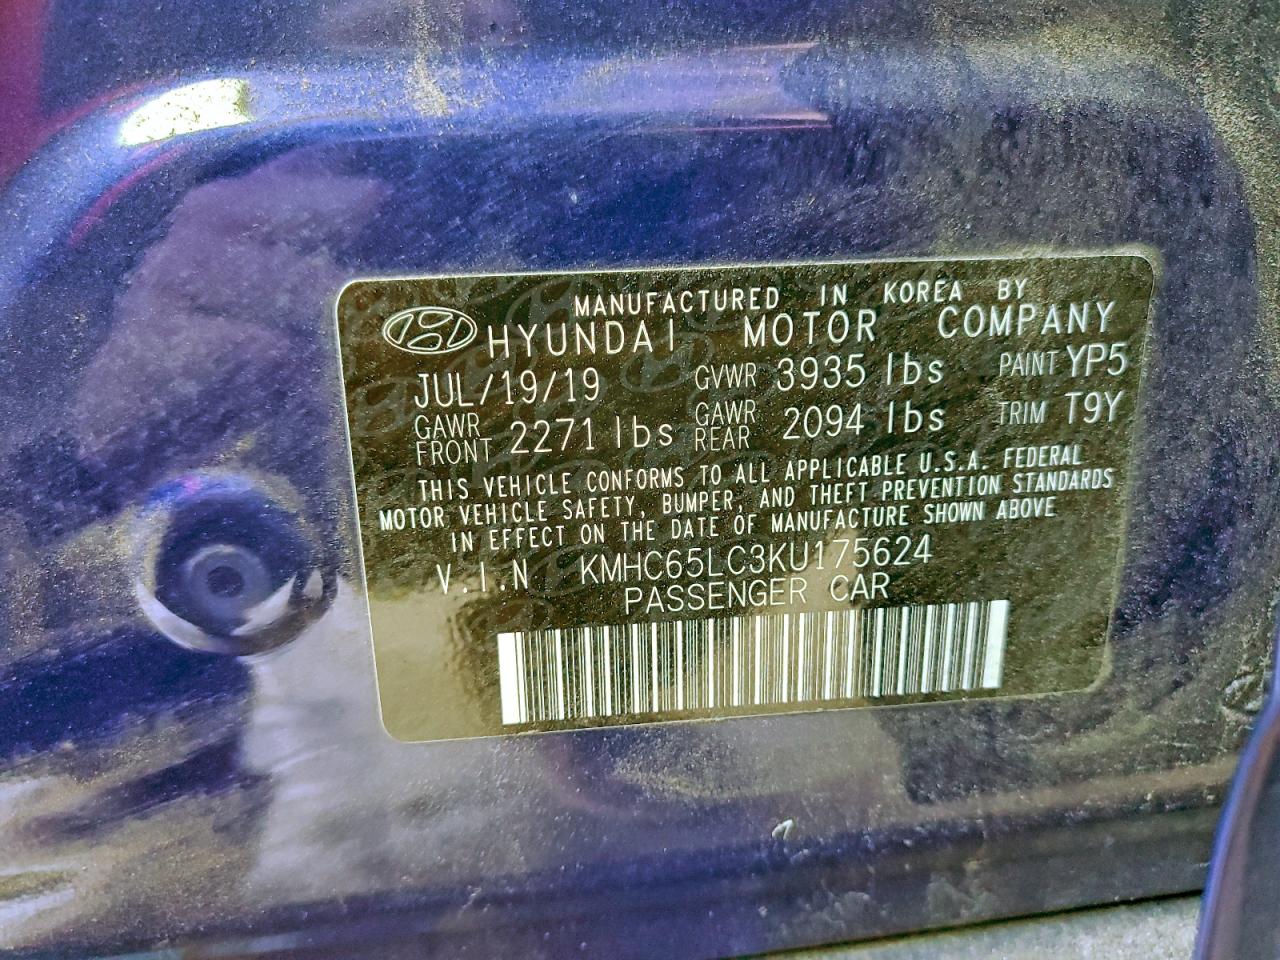 MANUFACTURED IN KOREA BY
HYUNDAI MOTOR COMPANY
JUL/19/19 GVWR 3935 lbs PAINT YP5
GAWR FRONT 2271 lbs GAWR REAR 2094 lbs TRIM T9Y
THIS VEHICLE CONFORMS TO ALL APPLICABLE U.S.A. FEDERAL
MOTOR VEHICLE SAFETY, BUMPER, AND THEFT PREVENTION STANDARDS
IN EFFECT ON THE DATE OF MANUFACTURE SHOWN ABOVE
V.I.N KMHC65LC3KU175624
PASSENGER CAR